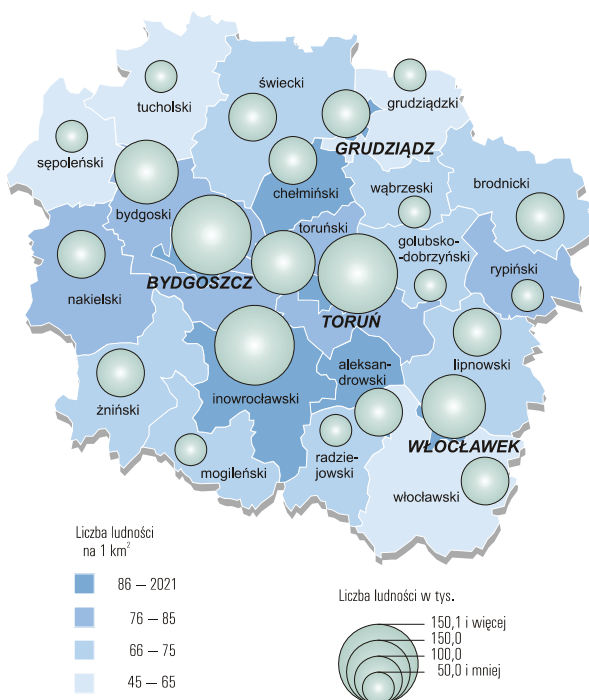 tucholski
świecki
grudziądzki
sępoleński
GRUDZIĄDZ
chełmiński
wąbrzeski
brodnicki
bydgoski
toruński
golubsko-
-dobrzyński
rypiński
nakielski
BYDGOSZCZ
TORUŃ
lipnowski
aleksan-
drowski
żniński
inowrocławski
WŁOCŁAWEK
mogileński
radzie-
jowski
włocławski
Liczba ludności
na 1 km²
86 – 2021
76 – 85
66 – 75
45 – 65
Liczba ludności w tys.
150,1 i więcej
150,0
100,0
50,0 i mniej